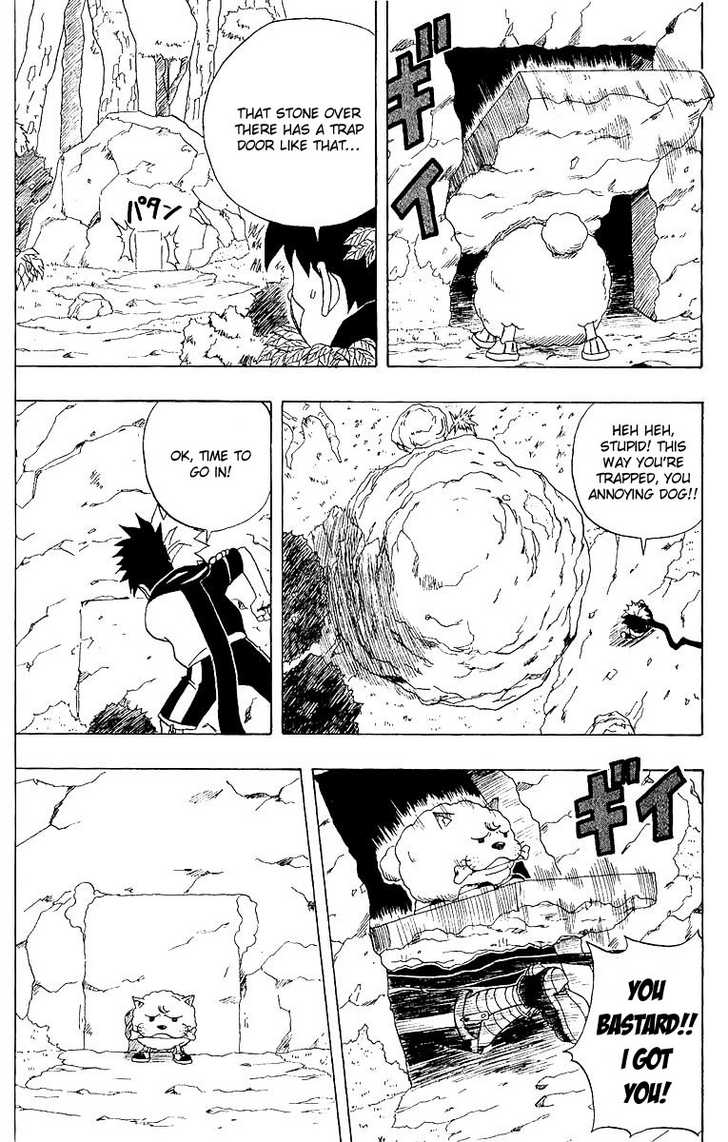 ギイ
THAT STONE OVER
THERE HAS A TRAP
DOOR LIKE THAT...
パタン
HEH HEH,
STUPID! THIS
WAY YOU'RE
TRAPPED, YOU
ANNOYING DOG!!
OK, TIME TO
GO IN!
ギイ
YOU
BASTARD!!
I GOT
YOU!